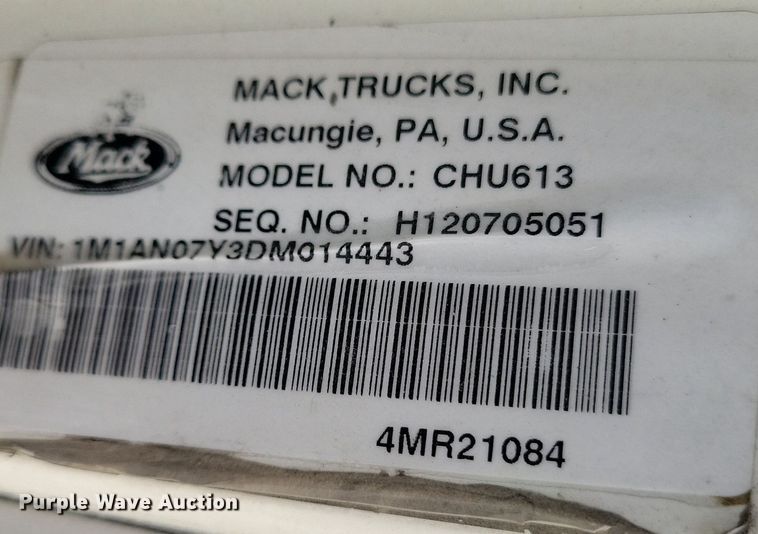 Mack
MACK TRUCKS, INC.
Macungie, PA, U.S.A.
MODEL NO.: CHU613
SEQ. NO.: H120705051
VIN: 1M1AN07Y3DM014443
4MR21084
Purple Wave Auction